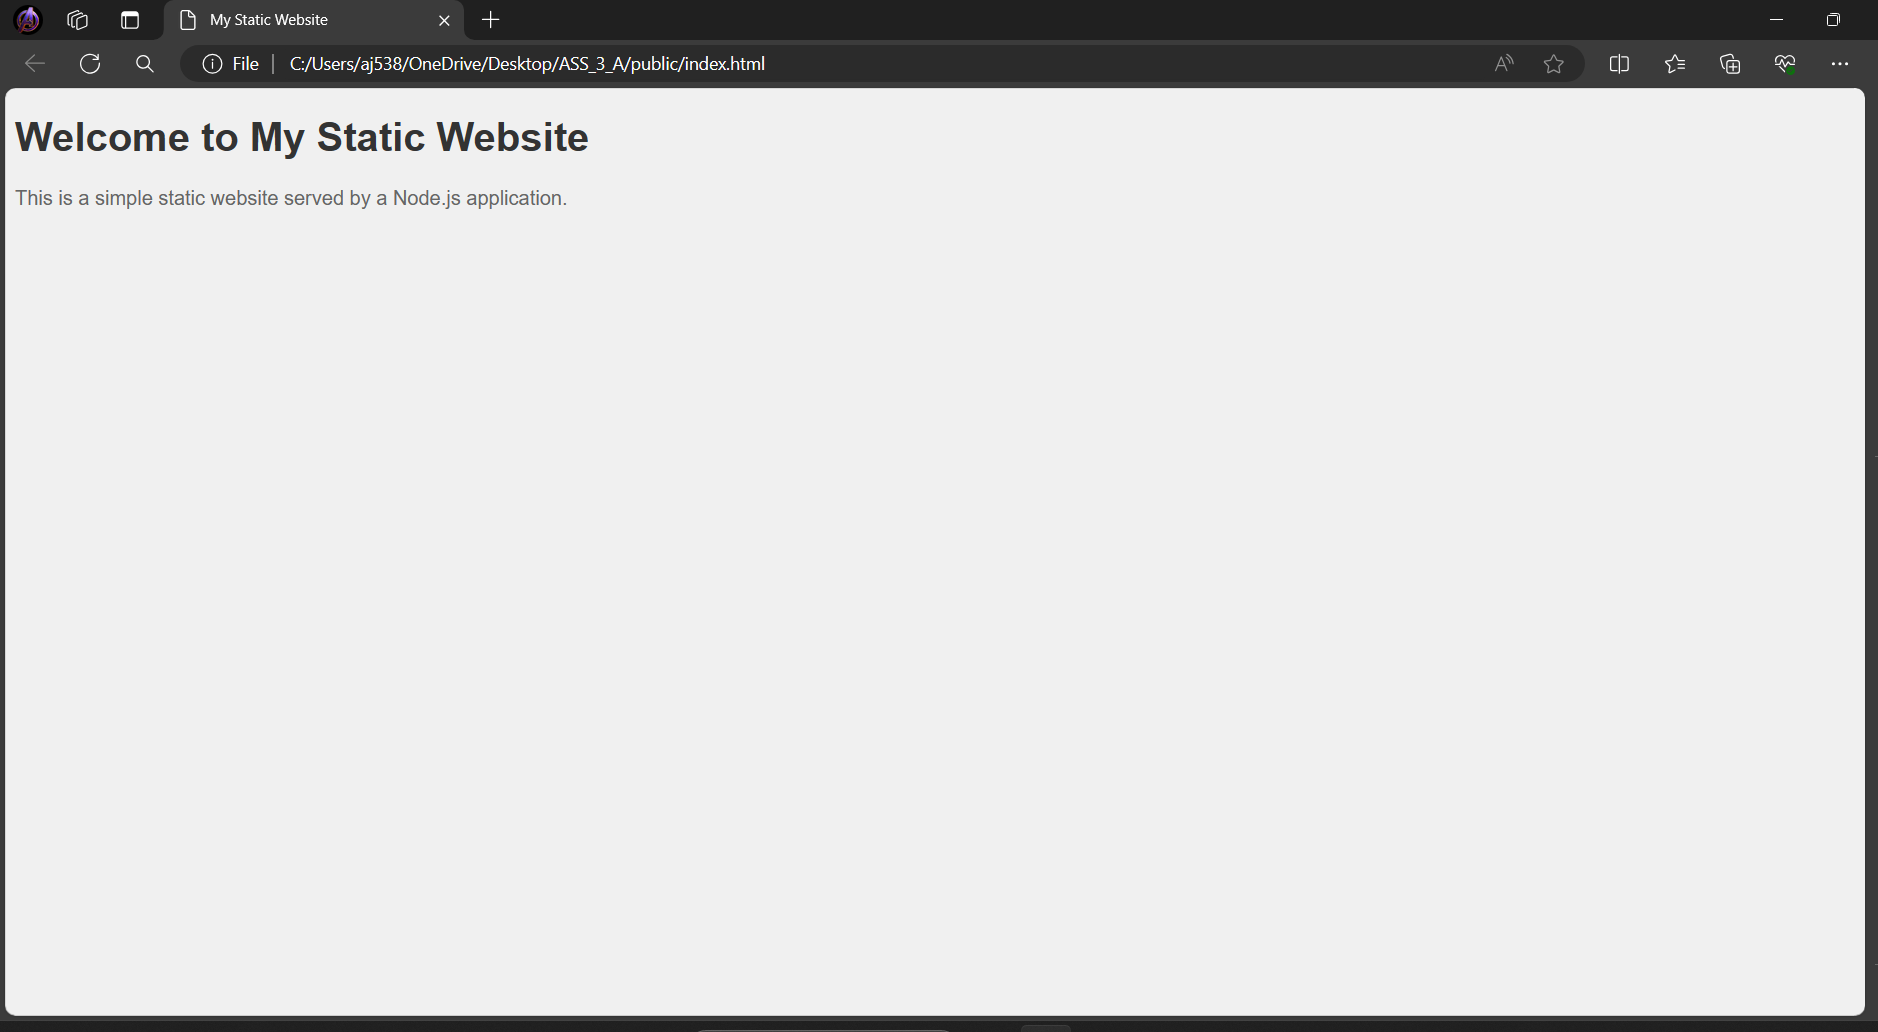 My Static Website
File
C:/Users/aj538/OneDrive/Desktop/ASS_3_A/public/index.html
Welcome to My Static Website
This is a simple static website served by a Node.js application.